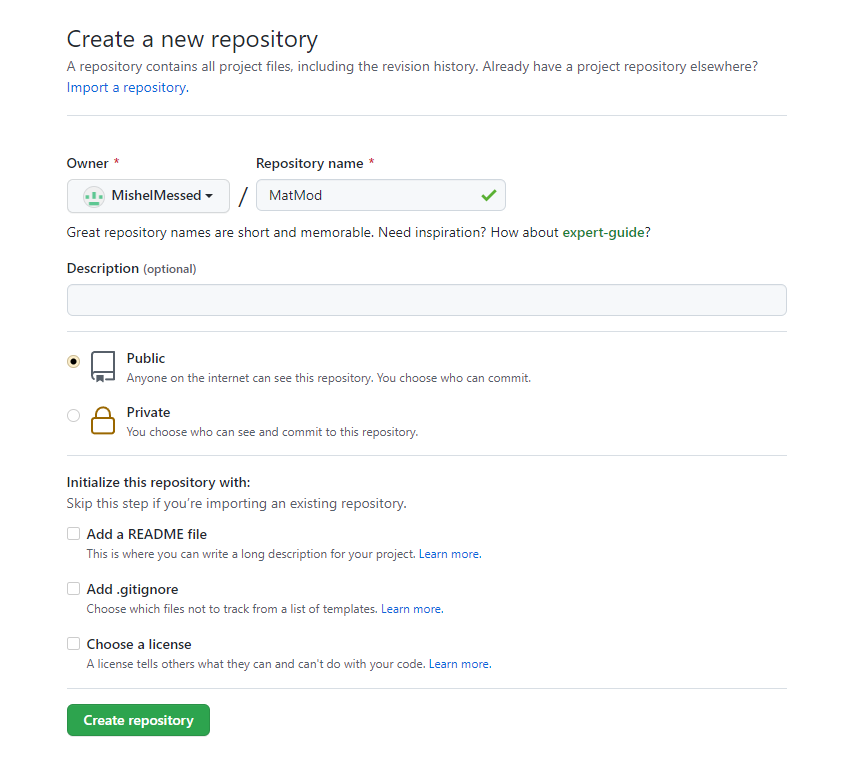 Create a new repository
A repository contains all project files, including the revision history. Already have a project repository elsewhere?
Import a repository.
Owner * Repository name *
MishelMessed / MatMod
Great repository names are short and memorable. Need inspiration? How about expert-guide?
Description (optional)
Public
Anyone on the internet can see this repository. You choose who can commit.
Private
You choose who can see and commit to this repository.
Initialize this repository with:
Skip this step if you're importing an existing repository.
Add a README file
This is where you can write a long description for your project. Learn more.
Add .gitignore
Choose which files not to track from a list of templates. Learn more.
Choose a license
A license tells others what they can and can't do with your code. Learn more.
Create repository